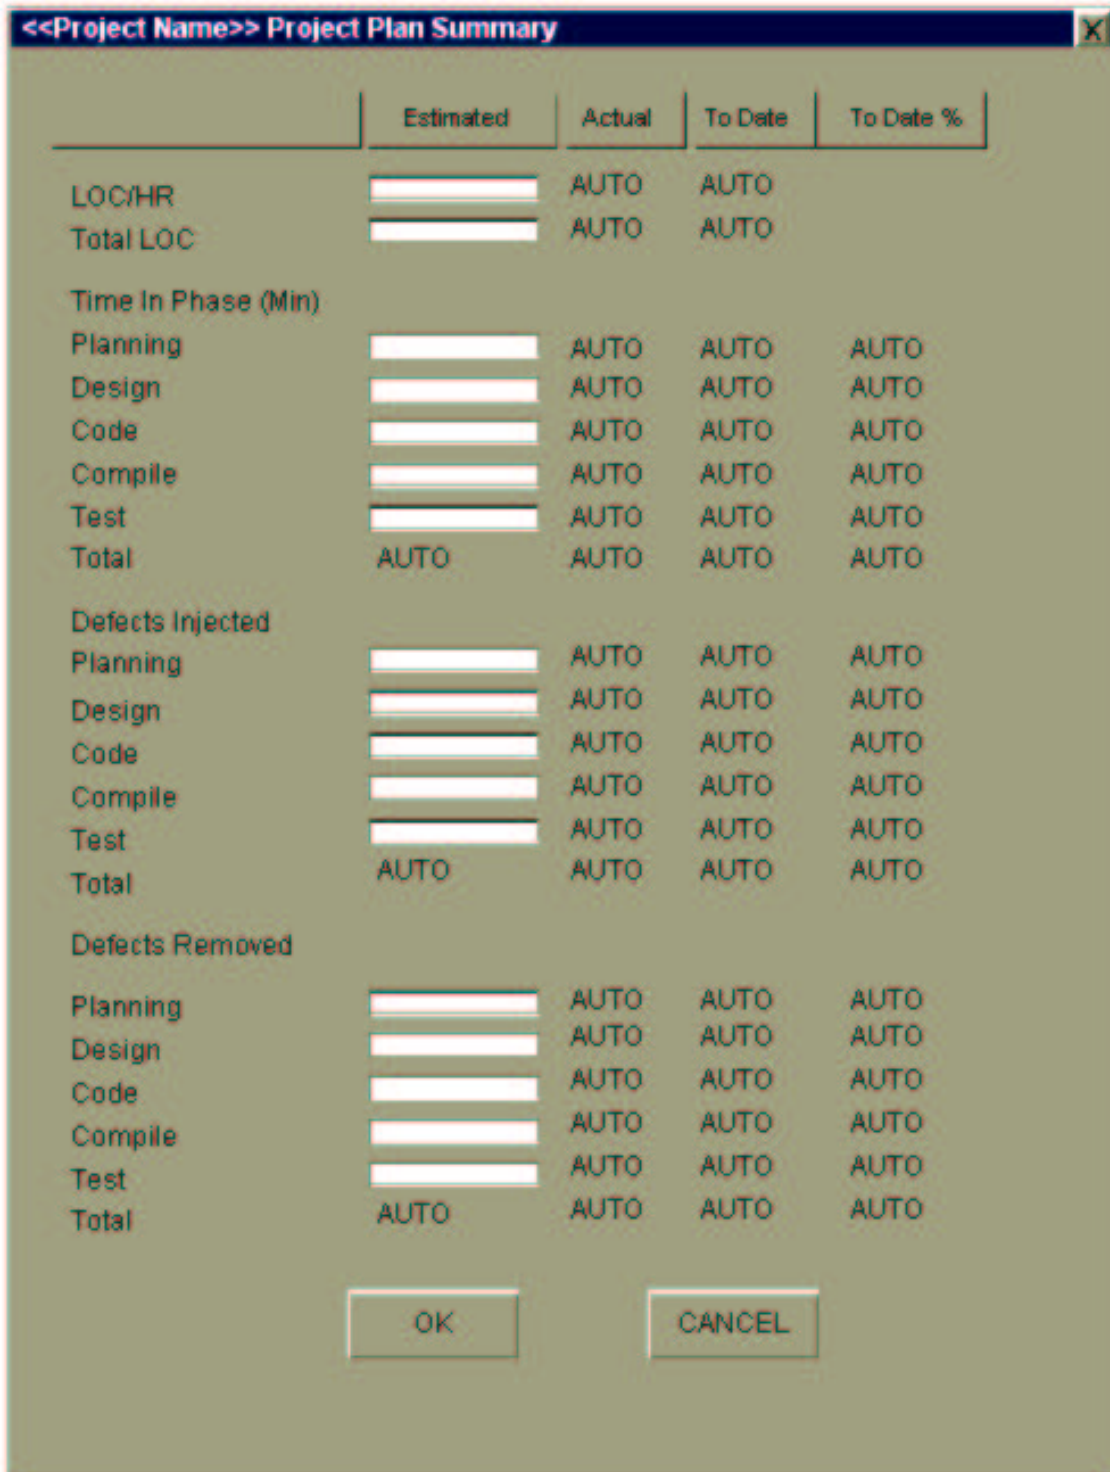 <<Project Name>> Project Plan Summary X
Estimated Actual To Date To Date %
LOC/HR AUTO AUTO
Total LOC AUTO AUTO
Time In Phase (Min)
Planning AUTO AUTO AUTO
Design AUTO AUTO AUTO
Code AUTO AUTO AUTO
Compile AUTO AUTO AUTO
Test AUTO AUTO AUTO
Total AUTO AUTO AUTO AUTO
Defects Injected
Planning AUTO AUTO AUTO
Design AUTO AUTO AUTO
Code AUTO AUTO AUTO
Compile AUTO AUTO AUTO
Test AUTO AUTO AUTO
Total AUTO AUTO AUTO AUTO
Defects Removed
Planning AUTO AUTO AUTO
Design AUTO AUTO AUTO
Code AUTO AUTO AUTO
Compile AUTO AUTO AUTO
Test AUTO AUTO AUTO
Total AUTO AUTO AUTO AUTO
OK CANCEL